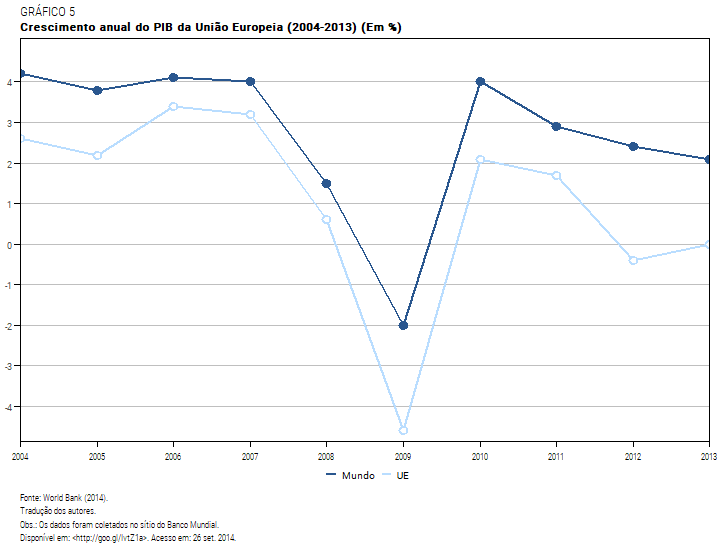 GRÁFICO 5
Crescimento anual do PIB da União Europeia (2004-2013) (Em %)
4
3
2
1
0
-1
-2
-3
-4
2004 2005 2006 2007 2008 2009 2010 2011 2012 2013
Mundo UE
Fonte: World Bank (2014).
Tradução dos autores.
Obs.: Os dados foram coletados no sítio do Banco Mundial.
Disponível em: <http://goo.gl/lvtZ1a>. Acesso em: 26 set. 2014.